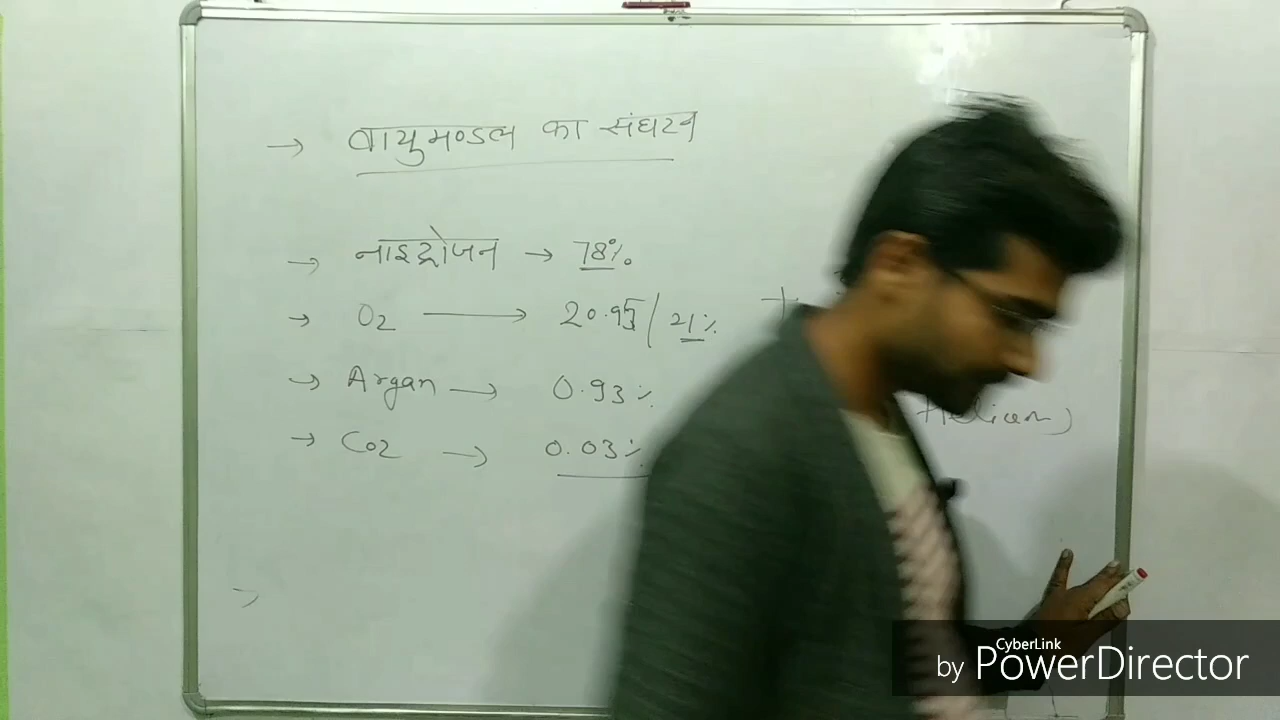 → वायुमण्डल का संघटन
→ नाइट्रोजन → 78%
→ O2 → 20.95 / 21% +
→ Argan → 0.93%
Helium)
→ CO2 → 0.03%
CyberLink
by PowerDirector